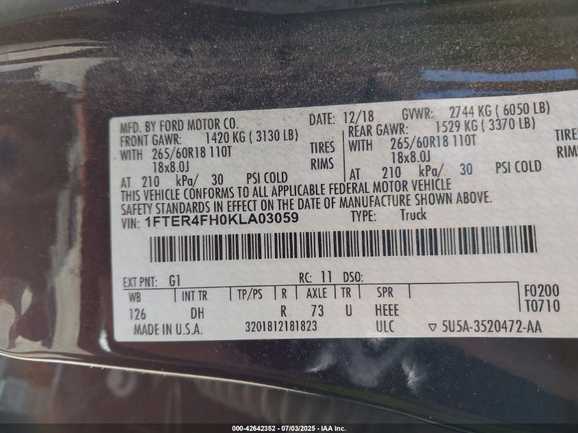 MFD. BY FORD MOTOR CO. DATE: 12/18 GVWR: 2744 KG (6050 LB)
FRONT GAWR: 1420 KG (3130 LB) REAR GAWR: 1529 KG (3370 LB)
WITH 265/60R18 110T TIRES WITH 265/60R18 110T TIRES
18x8.0J RIMS 18x8.0J RIMS
AT 210 kPa/ 30 PSI COLD AT 210 kPa/ 30 PSI COLD
THIS VEHICLE CONFORMS TO ALL APPLICABLE FEDERAL MOTOR VEHICLE
SAFETY STANDARDS IN EFFECT ON THE DATE OF MANUFACTURE SHOWN ABOVE.
VIN: 1FTER4FH0KLA03059 TYPE: Truck
EXT PNT: G1 RC: 11 DSO: F0200
WB INT TR TP/PS R AXLE TR SPR T0710
126 DH R 73 U HEEE
MADE IN U.S.A. 3201812181823 ULC ▽ 5U5A-3520472-AA
000-42642352 - 07/03/2025 - IAA Inc.